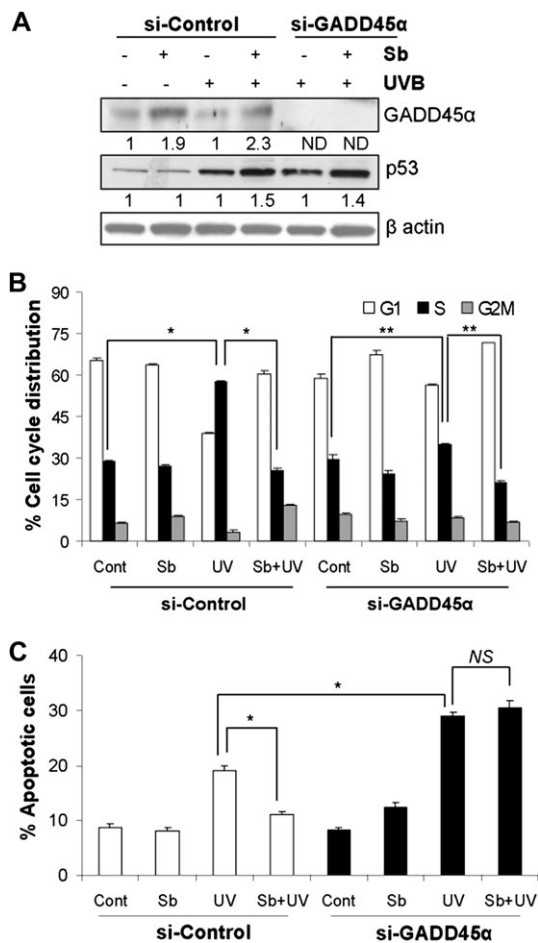 A
si-Control si-GADD45α
- + - + - + Sb
- - + + + + UVB
GADD45α
1 1.9 1 2.3 ND ND
p53
1 1 1 1.5 1 1.4
β actin
B
% Cell cycle distribution
90
75
60
45
30
15
0
G1 S G2M
* * ** **
Cont Sb UV Sb+UV Cont Sb UV Sb+UV
si-Control si-GADD45α
C
% Apoptotic cells
40
30
20
10
0
* * NS
Cont Sb UV Sb+UV Cont Sb UV Sb+UV
si-Control si-GADD45α